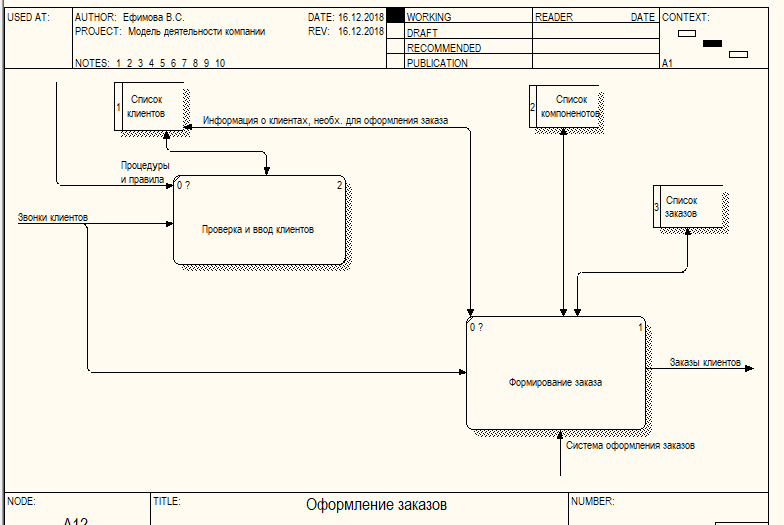 USED AT:
AUTHOR: Ефимова В.С.
DATE: 16.12.2018
WORKING
READER
DATE
CONTEXT:
PROJECT: Модель деятельности компании
REV: 16.12.2018
DRAFT
RECOMMENDED
NOTES: 1 2 3 4 5 6 7 8 9 10
PUBLICATION
A1
1
Список
клиентов
Информация о клиентах, необх. для оформления заказа
2
Список
компоненотов
Процедуры
и правила
0 ?
2
Проверка и ввод клиентов
3
Список
заказов
Звонки клиентов
0 ?
1
Формирование заказа
Заказы клиентов
Система оформления заказов
NODE:
TITLE:
Оформление заказов
NUMBER:
A12